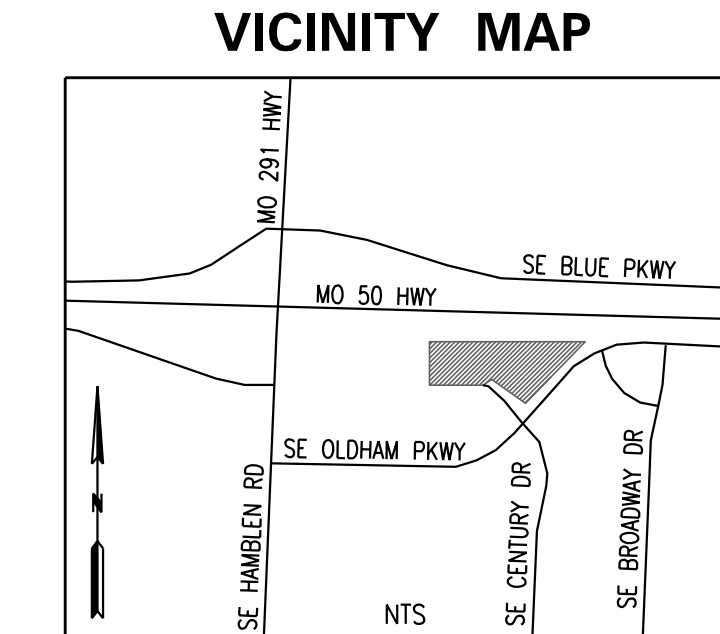 VICINITY MAP
MO 291 HWY
SE BLUE PKWY
MO 50 HWY
SE OLDHAM PKWY
SE HAMBLEN RD
SE CENTURY DR
SE BROADWAY DR
N
NTS